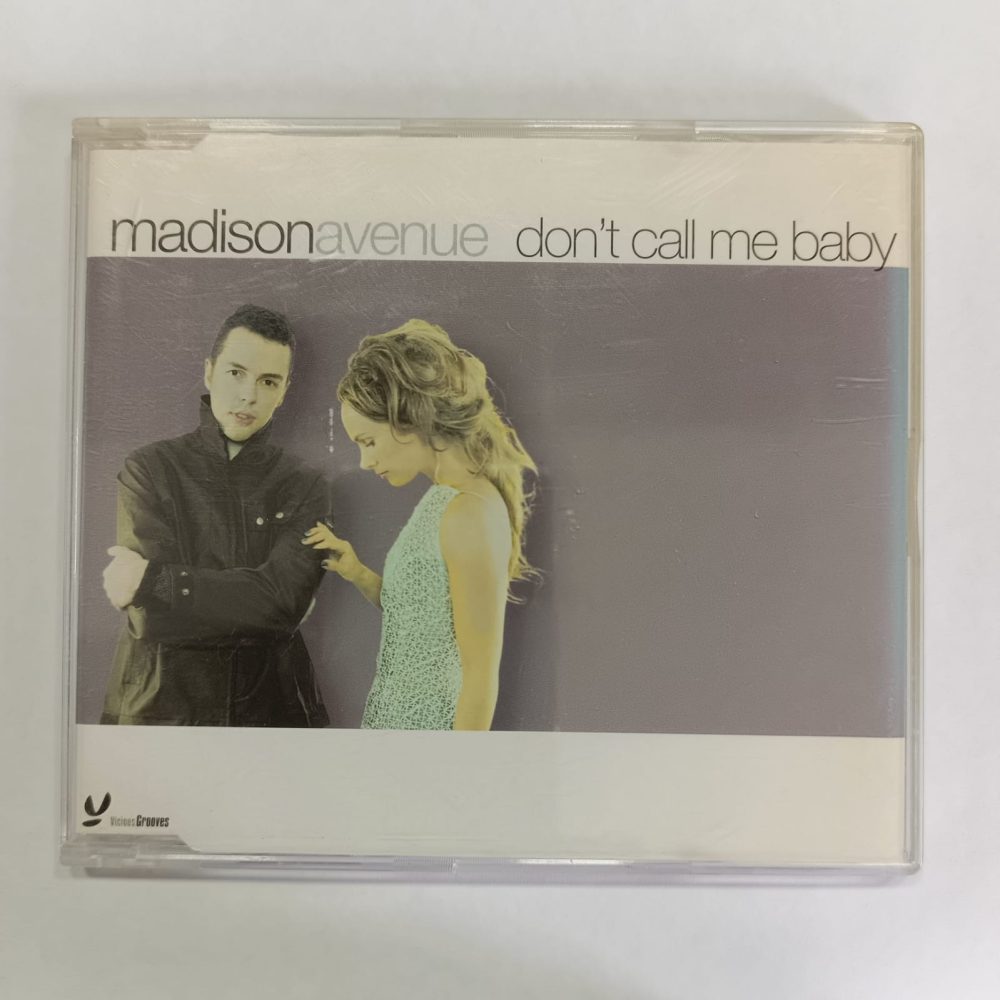 madisonavenue don't call me baby
Vicious Grooves